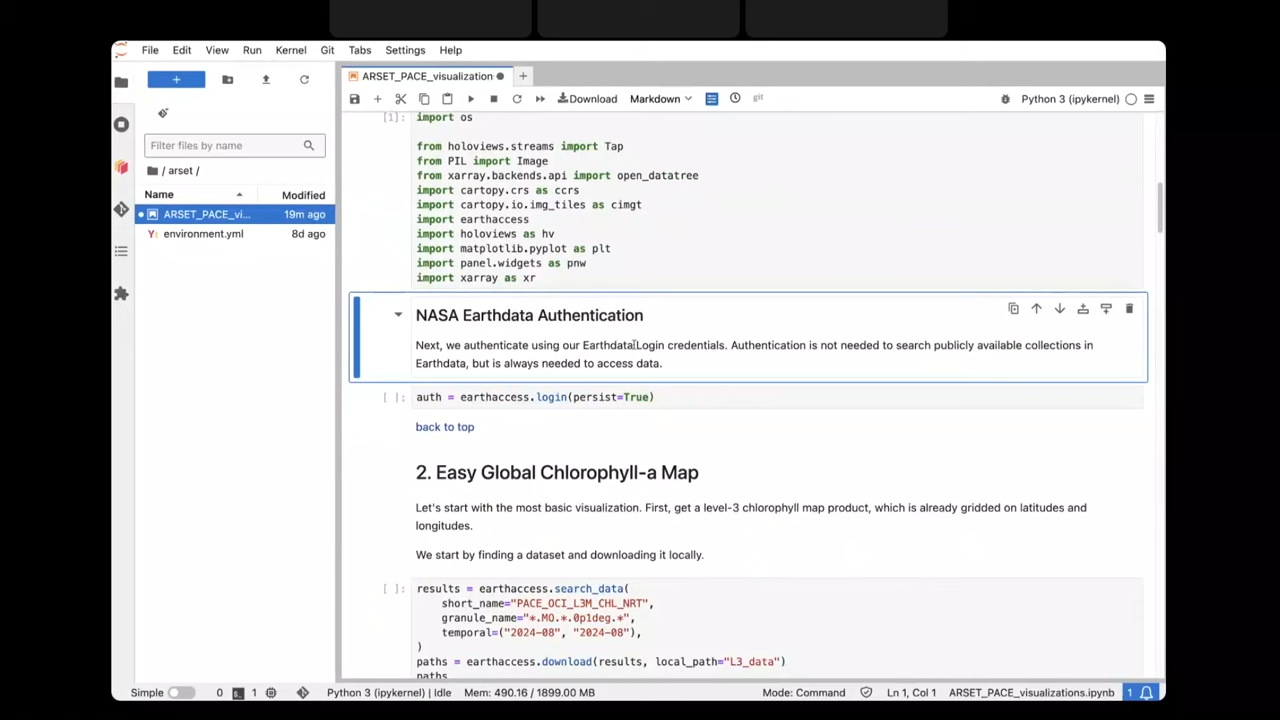 File Edit View Run Kernel Git Tabs Settings Help
ARSET_PACE_visualization
Download Markdown git Python 3 (ipykernel)
Filter files by name
/ arset /
Name Modified
ARSET_PACE_vi... 19m ago
Y: environment.yml 8d ago
[1]: import os
from holoviews.streams import Tap
from PIL import Image
from xarray.backends.api import open_datatree
import cartopy.crs as ccrs
import cartopy.io.img_tiles as cimgt
import earthaccess
import holoviews as hv
import matplotlib.pyplot as plt
import panel.widgets as pnw
import xarray as xr
NASA Earthdata Authentication
Next, we authenticate using our Earthdata Login credentials. Authentication is not needed to search publicly available collections in
Earthdata, but is always needed to access data.
[ ]: auth = earthaccess.login(persist=True)
back to top
2. Easy Global Chlorophyll-a Map
Let's start with the most basic visualization. First, get a level-3 chlorophyll map product, which is already gridded on latitudes and
longitudes.
We start by finding a dataset and downloading it locally.
[ ]: results = earthaccess.search_data(
short_name="PACE_OCI_L3M_CHL_NRT",
granule_name="*.MO.*.0p1deg.*",
temporal=("2024-08", "2024-08"),
)
paths = earthaccess.download(results, local_path="L3_data")
paths
Simple 0 1 Python 3 (ipykernel) | Idle Mem: 490.16 / 1899.00 MB Mode: Command Ln 1, Col 1 ARSET_PACE_visualizations.ipynb 1